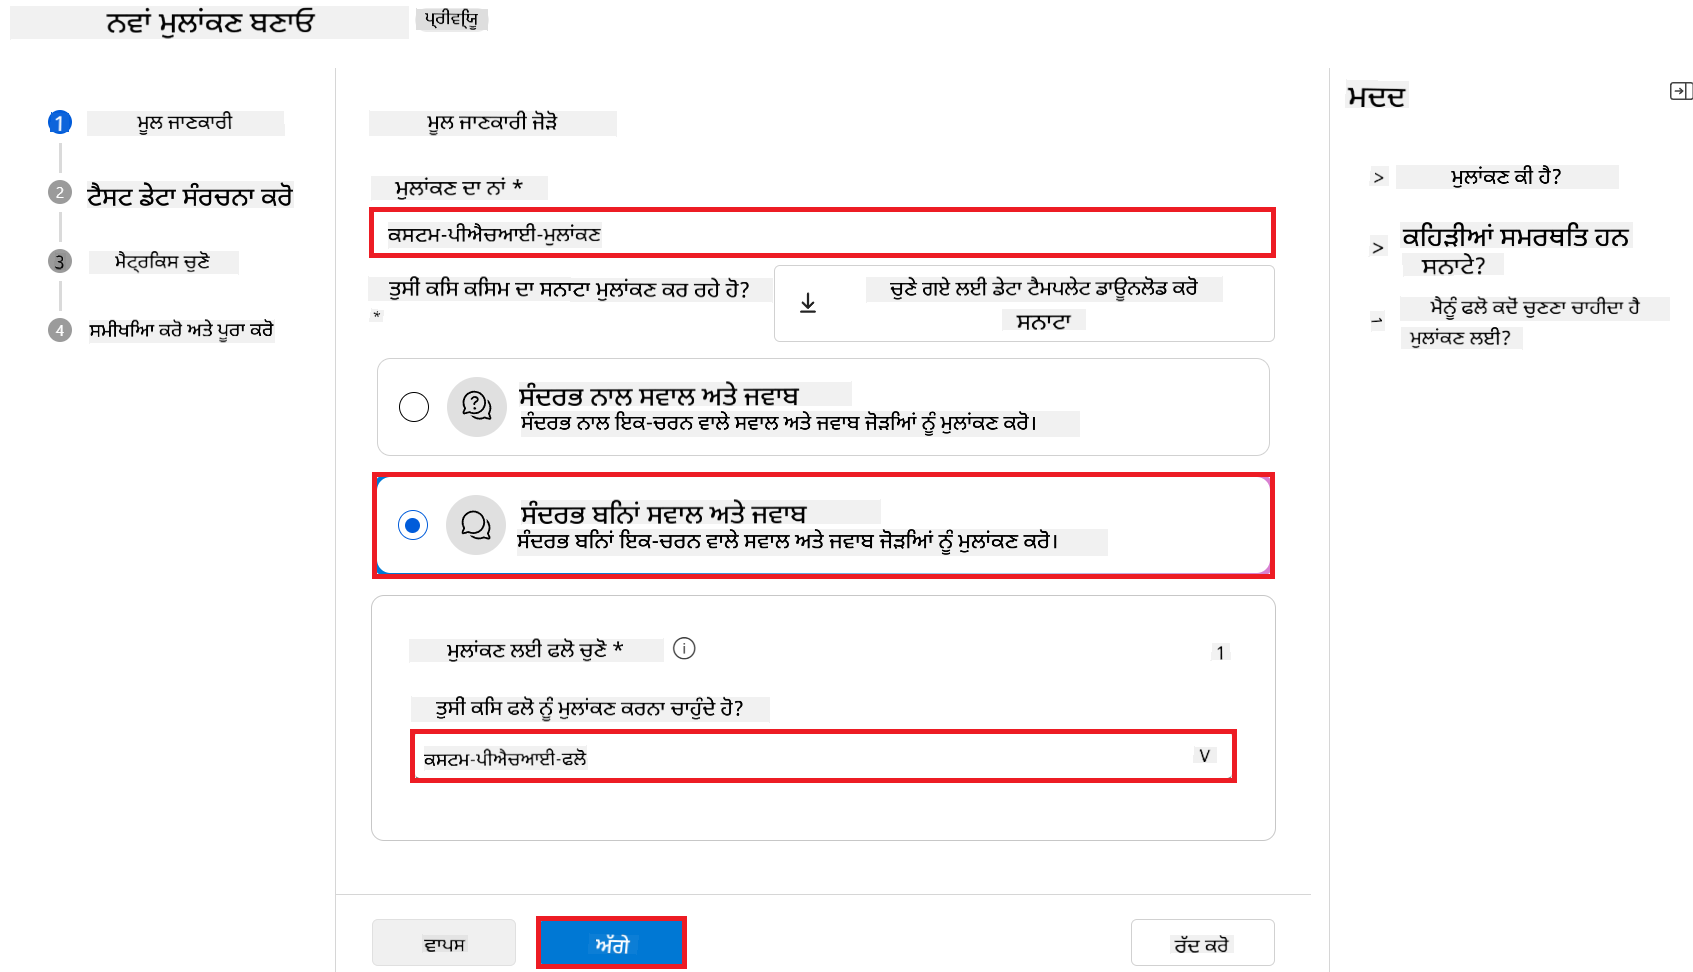 ਨਵਾਂ ਮੁਲਾਂਕਣ ਬਣਾਓ
ਪ੍ਰੀਵਿਊ
1 ਮੂਲ ਜਾਣਕਾਰੀ
2 ਟੈਸਟ ਡੇਟਾ ਸੰਰਚਨਾ ਕਰੋ
3 ਮੈਟ੍ਰਿਕਸ ਚੁਣੋ
4 ਸਮੀਖਿਆ ਕਰੋ ਅਤੇ ਪੂਰਾ ਕਰੋ
ਮੂਲ ਜਾਣਕਾਰੀ ਜੋੜੋ
ਮੁਲਾਂਕਣ ਦਾ ਨਾਂ *
ਕਸਟਮ-ਪੀਐਚਆਈ-ਮੁਲਾਂਕਣ
ਤੁਸੀਂ ਕਿਸ ਕਿਸਮ ਦਾ ਸਨਾਟਾ ਮੁਲਾਂਕਣ ਕਰ ਰਹੇ ਹੋ?
*
ਚੁਣੇ ਗਏ ਲਈ ਡੇਟਾ ਟੈਮਪਲੇਟ ਡਾਊਨਲੋਡ ਕਰੋ
ਸਨਾਟਾ
ਸੰਦਰਭ ਨਾਲ ਸਵਾਲ ਅਤੇ ਜਵਾਬ
ਸੰਦਰਭ ਨਾਲ ਇਕ-ਚਰਨ ਵਾਲੇ ਸਵਾਲ ਅਤੇ ਜਵਾਬ ਜੋੜਿਆਂ ਨੂੰ ਮੁਲਾਂਕਣ ਕਰੋ।
ਸੰਦਰਭ ਬਿਨਾਂ ਸਵਾਲ ਅਤੇ ਜਵਾਬ
ਸੰਦਰਭ ਬਿਨਾਂ ਇਕ-ਚਰਨ ਵਾਲੇ ਸਵਾਲ ਅਤੇ ਜਵਾਬ ਜੋੜਿਆਂ ਨੂੰ ਮੁਲਾਂਕਣ ਕਰੋ।
ਮੁਲਾਂਕਣ ਲਈ ਫਲੋ ਚੁਣੋ *
1
ਤੁਸੀਂ ਕਿਸ ਫਲੋ ਨੂੰ ਮੁਲਾਂਕਣ ਕਰਨਾ ਚਾਹੁੰਦੇ ਹੋ?
ਕਸਟਮ-ਪੀਐਚਆਈ-ਫਲੋ
V
ਵਾਪਸ
ਅੱਗੇ
ਰੱਦ ਕਰੋ
ਮਦਦ
> ਮੁਲਾਂਕਣ ਕੀ ਹੈ?
> ਕਿਹੜੀਆਂ ਸਮਰਥਿਤ ਹਨ
ਸਨਾਟੇ?
ਮੈਨੂੰ ਫਲੋ ਕਦੋਂ ਚੁਣਣਾ ਚਾਹੀਦਾ ਹੈ
ਮੁਲਾਂਕਣ ਲਈ?